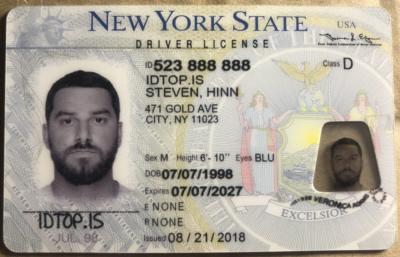 NEW YORK STATE
USA
DRIVER LICENSE
ID 523 888 888
Class D
IDTOP.IS
STEVEN, HINN
471 GOLD AVE
CITY, NY 11023
Sex M Height 6'- 10" Eyes BLU
DOB 07/07/1998
Expires 07/07/2027
E NONE
R NONE
Issued 08/21/2018
IDTOP.IS
JUL 98
VERONICA
EXCELSIOR